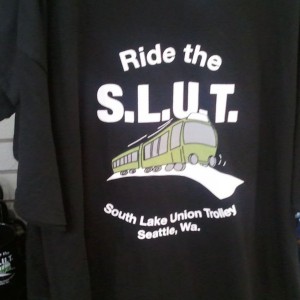 Ride the
S.L.U.T.
South Lake Union Trolley
Seattle, Wa.